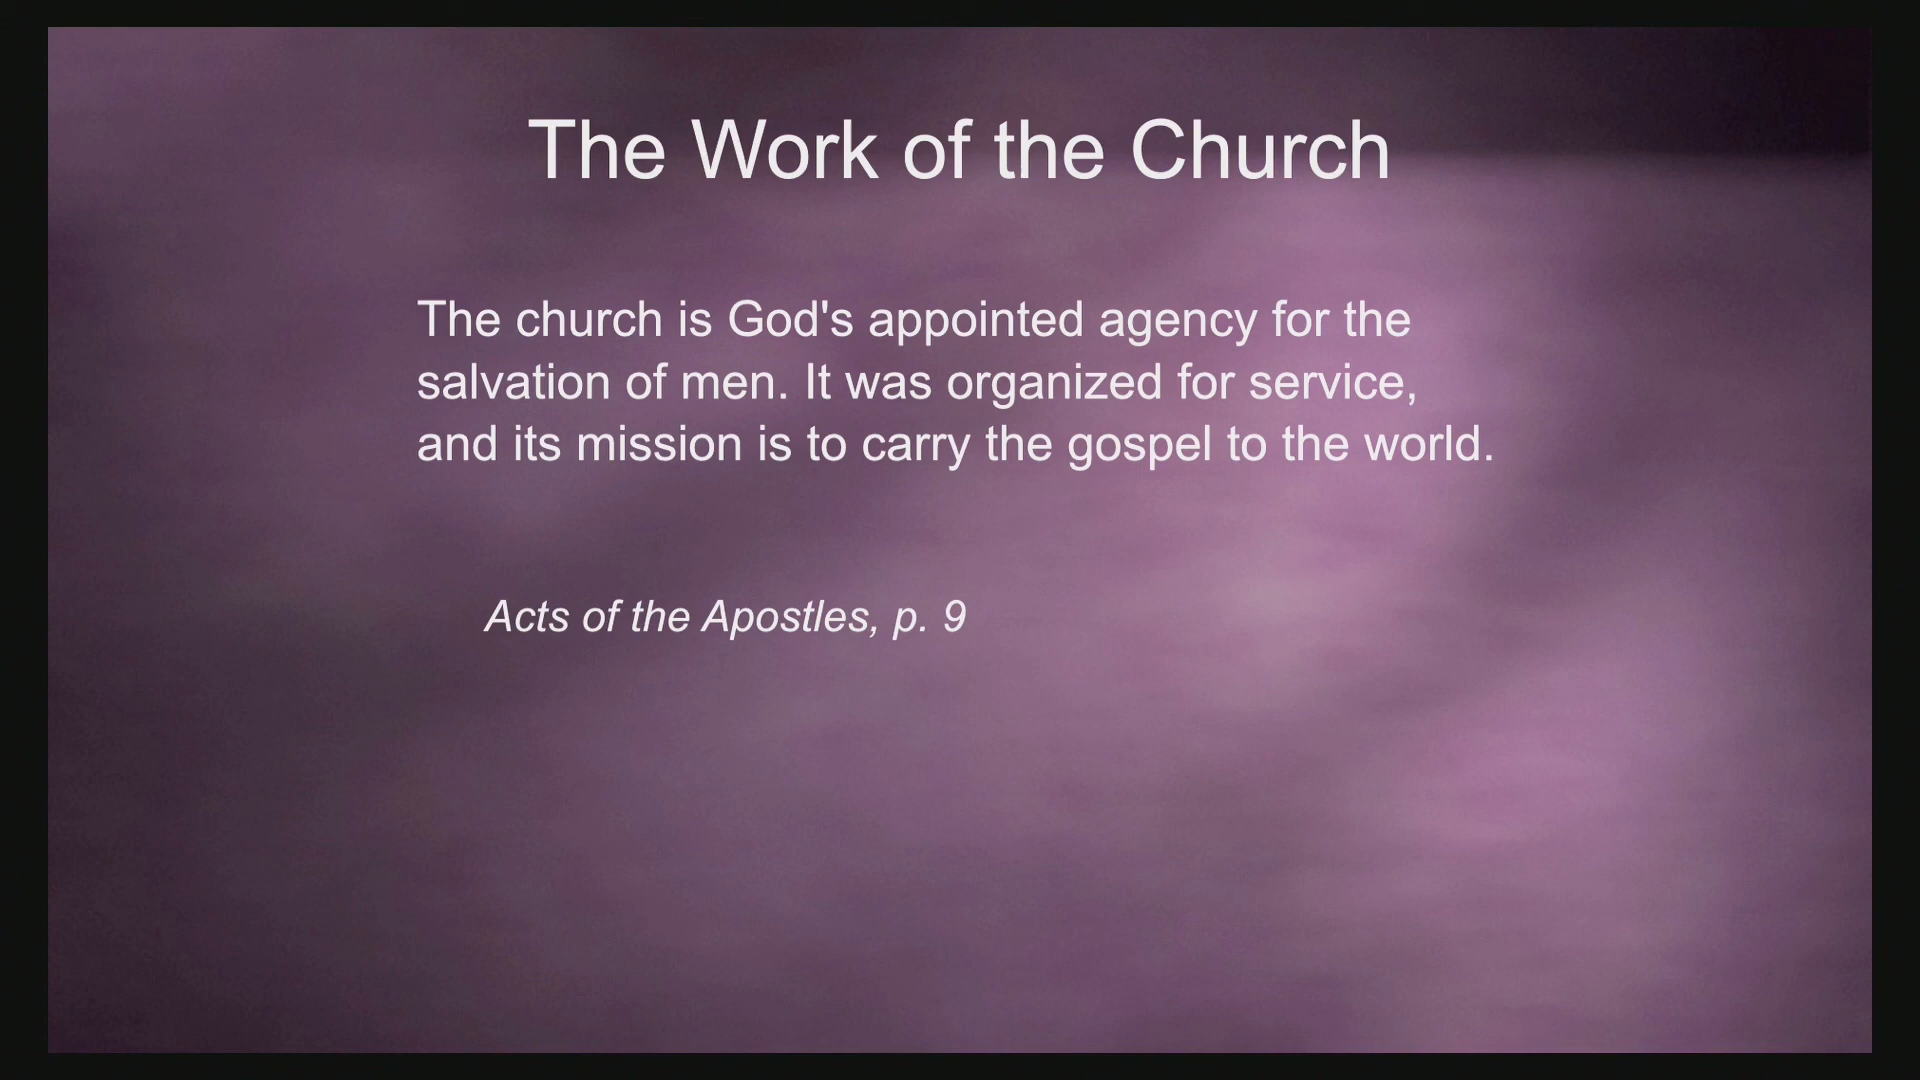 The Work of the Church
The church is God's appointed agency for the
salvation of men. It was organized for service,
and its mission is to carry the gospel to the world.
Acts of the Apostles, p. 9